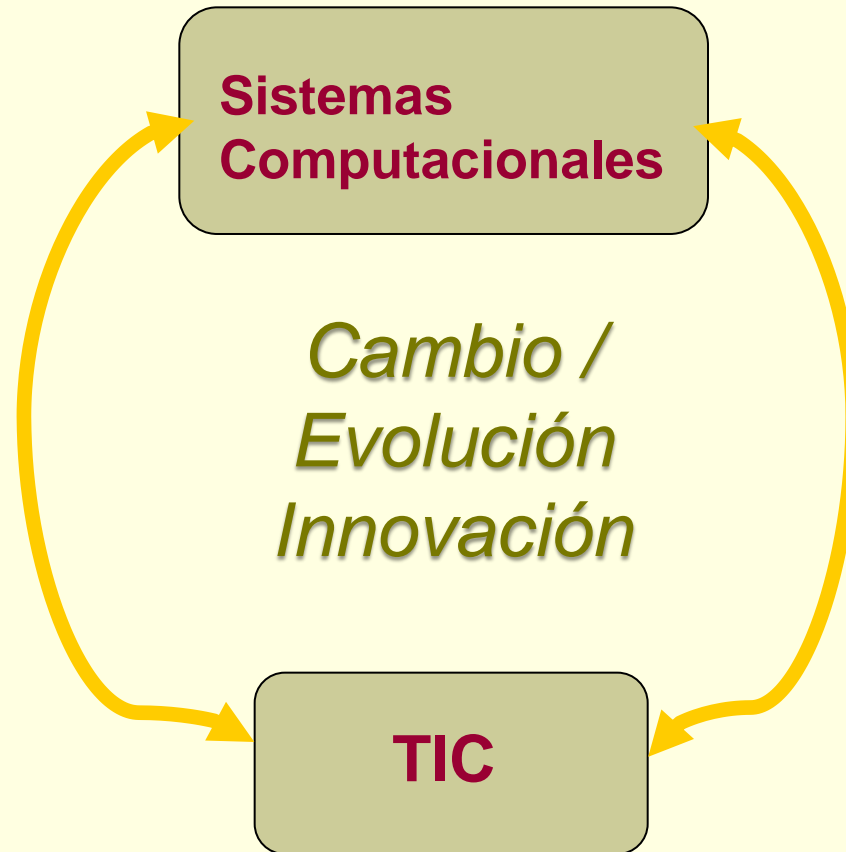 Sistemas
Computacionales
Cambio /
Evolución
Innovación
TIC